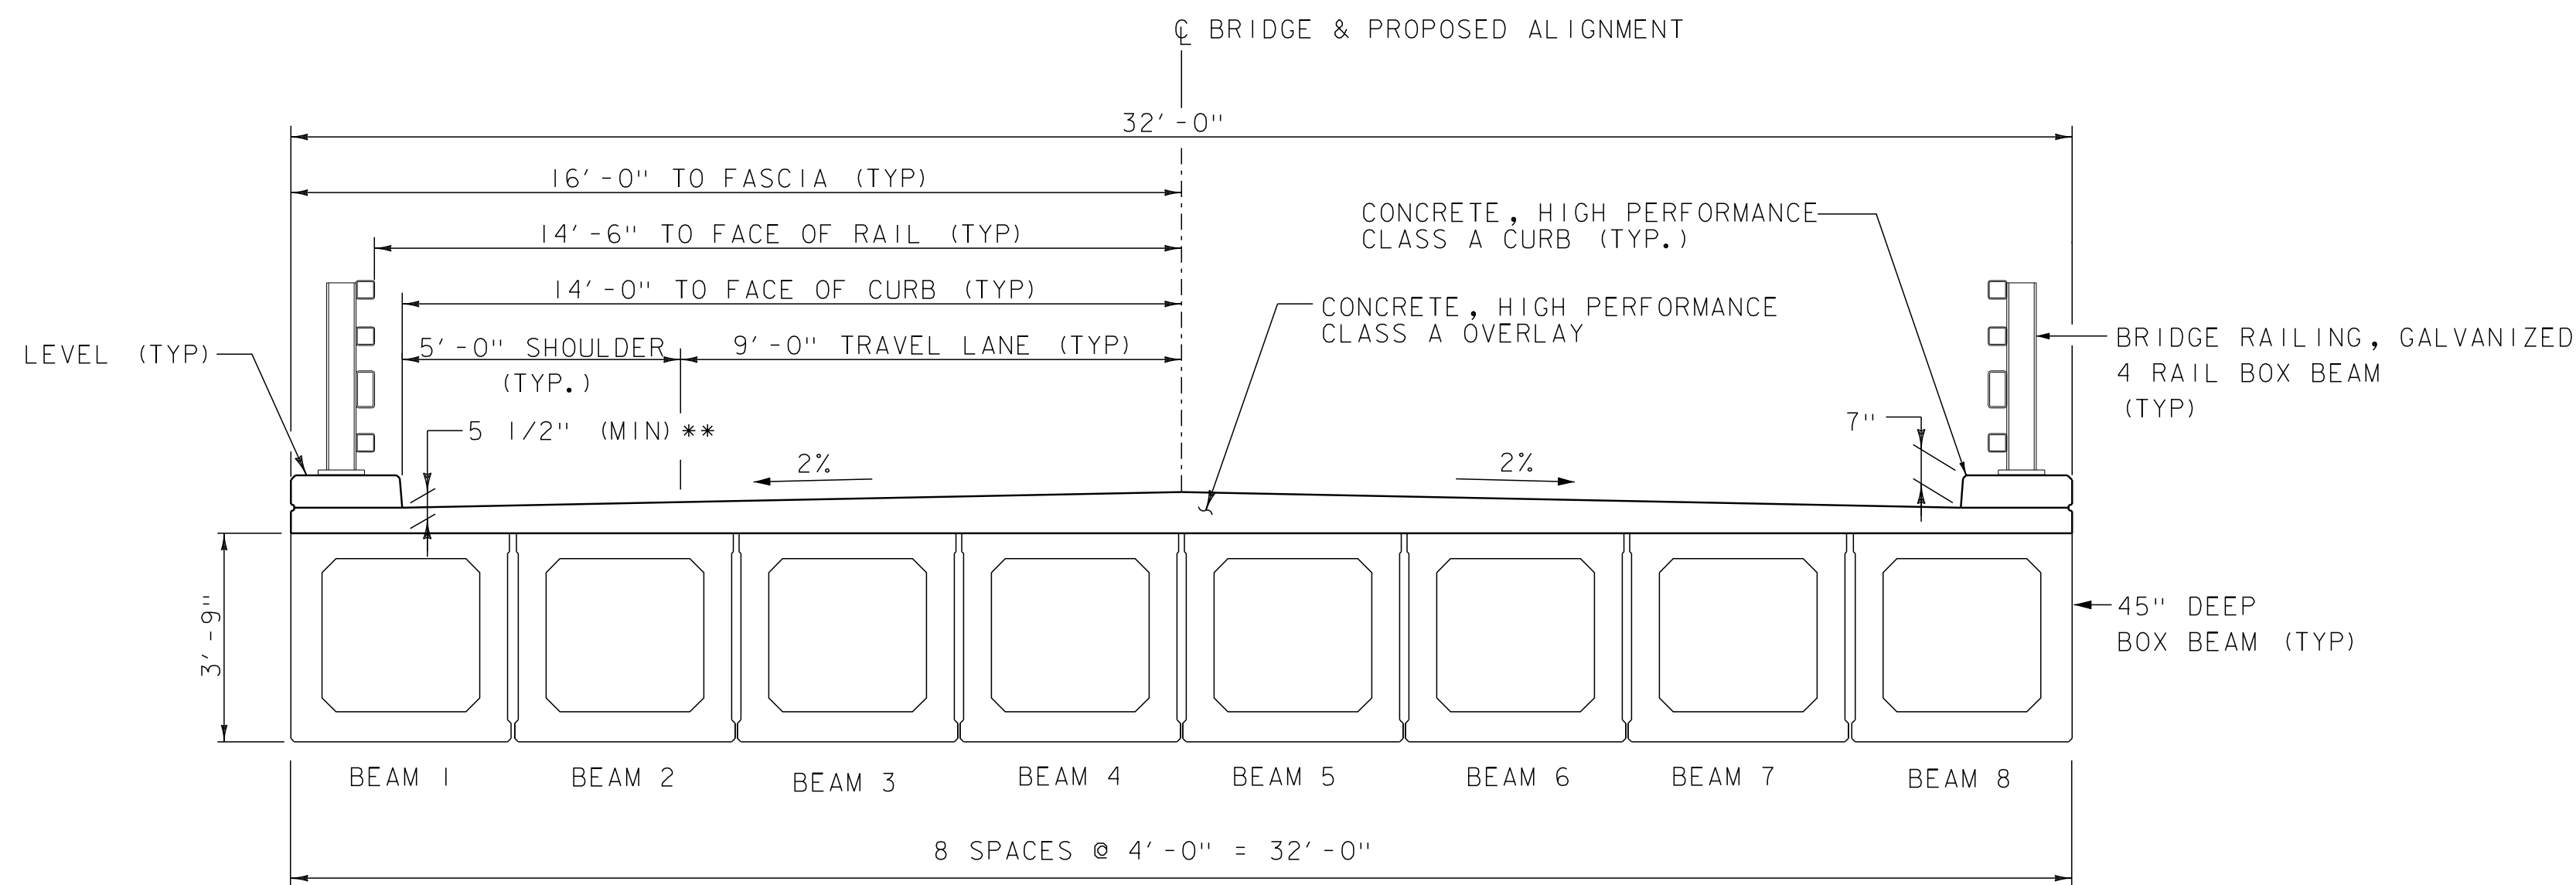 ℄ BRIDGE & PROPOSED ALIGNMENT
32'-0"
16'-0" TO FASCIA (TYP)
14'-6" TO FACE OF RAIL (TYP)
14'-0" TO FACE OF CURB (TYP)
5'-0" SHOULDER
(TYP.)
9'-0" TRAVEL LANE (TYP)
LEVEL (TYP)
5 1/2" (MIN)**
2%
CONCRETE, HIGH PERFORMANCE
CLASS A CURB (TYP.)
CONCRETE, HIGH PERFORMANCE
CLASS A OVERLAY
2%
7"
BRIDGE RAILING, GALVANIZED
4 RAIL BOX BEAM
(TYP)
3'-9"
45" DEEP
BOX BEAM (TYP)
BEAM 1
BEAM 2
BEAM 3
BEAM 4
BEAM 5
BEAM 6
BEAM 7
BEAM 8
8 SPACES @ 4'-0" = 32'-0"